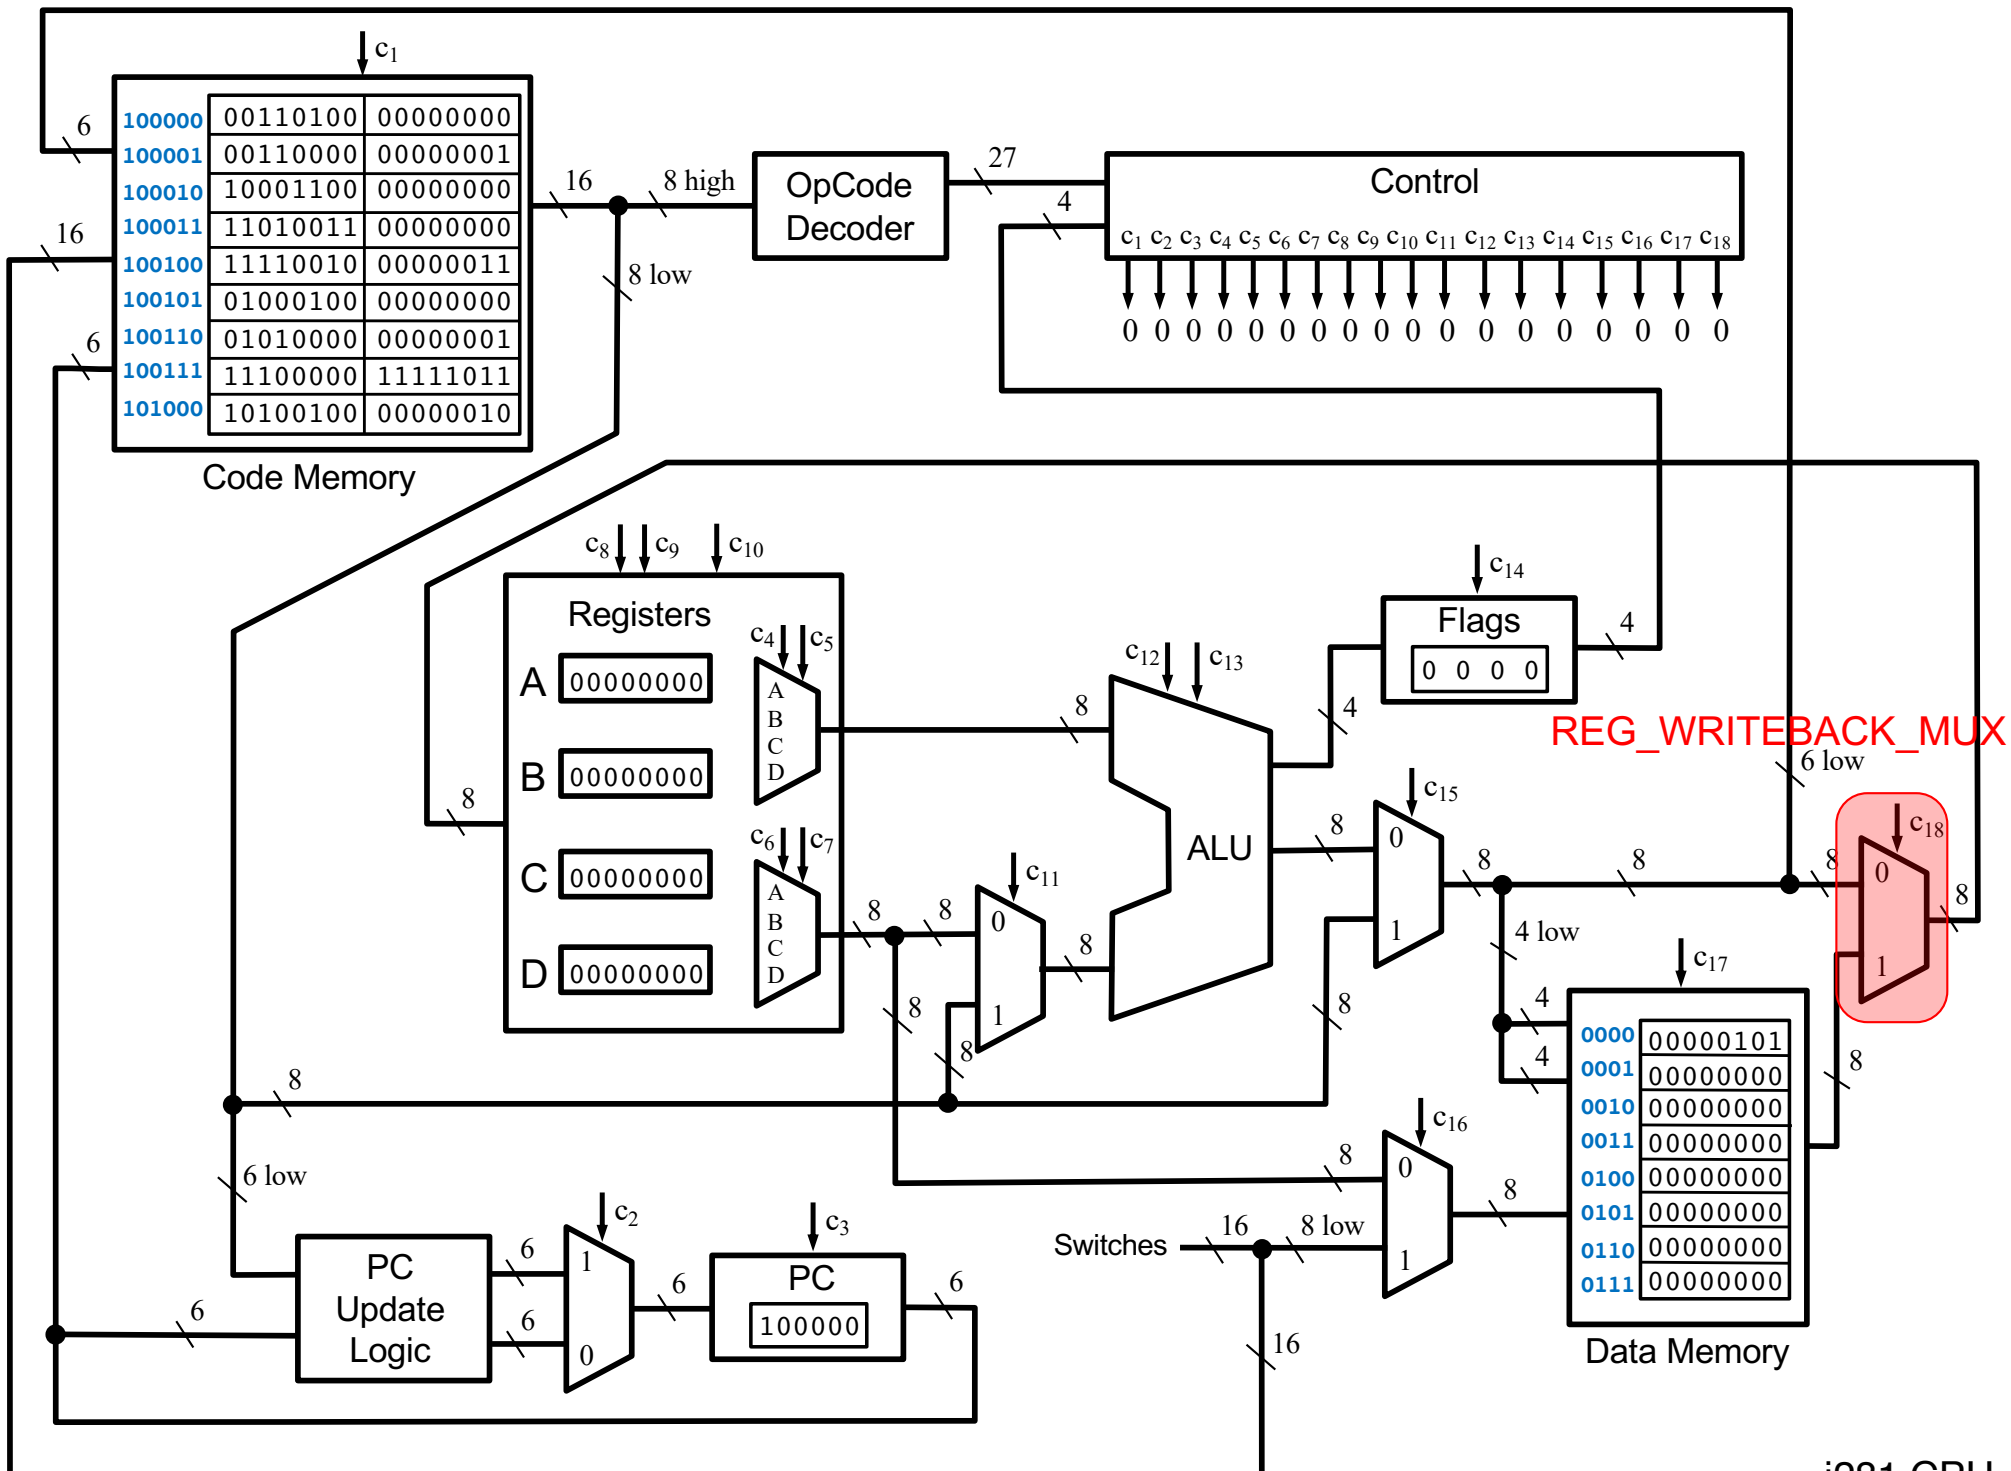 c1
6
100000 00110100 00000000
100001 00110000 00000001
100010 10001100 00000000
100011 11010011 00000000
100100 11110010 00000011
100101 01000100 00000000
100110 01010000 00000001
100111 11100000 11111011
101000 10100100 00000010
16
6
Code Memory
16
8 high
8 low
OpCode
Decoder
27
4
Control
c1 c2 c3 c4 c5 c6 c7 c8 c9 c10 c11 c12 c13 c14 c15 c16 c17 c18
0 0 0 0 0 0 0 0 0 0 0 0 0 0 0 0 0 0
c8 c9 c10
Registers
A 00000000
B 00000000
C 00000000
D 00000000
8
c4 c5
A
B
C
D
c6 c7
A
B
C
D
8
8
8
8
c11
0
1
8
8
c12 c13
ALU
8
4
c14
Flags
0 0 0 0
4
REG_WRITEBACK_MUX
6 low
c15
0
1
8
8
8
8
8
c18
0
1
8
8
4 low
4
4
c17
0000 00000101
0001 00000000
0010 00000000
0011 00000000
0100 00000000
0101 00000000
0110 00000000
0111 00000000
Data Memory
8
c16
0
1
8
8
Switches
16
8 low
16
6 low
6
PC
Update
Logic
6
6
c2
1
0
6
c3
PC
100000
6